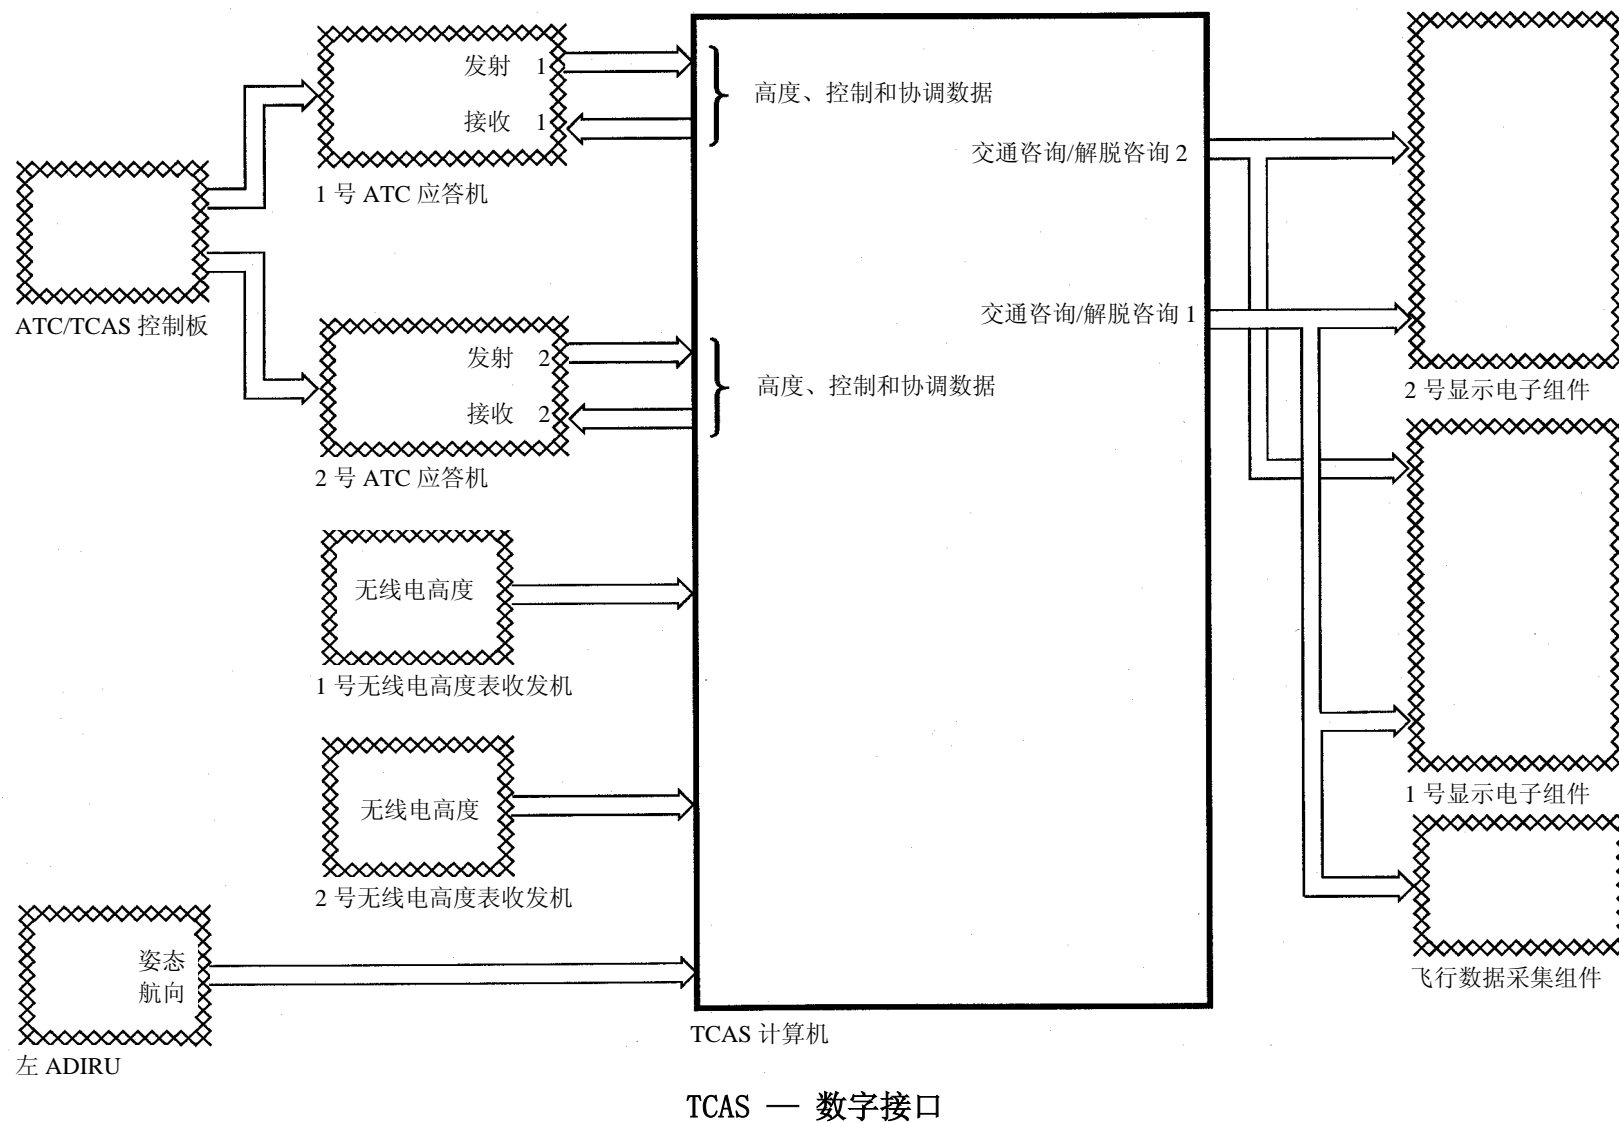 发射 1
接收 1
1 号 ATC 应答机
高度、控制和协调数据
交通咨询/解脱咨询 2
ATC/TCAS 控制板
交通咨询/解脱咨询 1
发射 2
接收 2
2 号 ATC 应答机
高度、控制和协调数据
2 号显示电子组件
无线电高度
1 号无线电高度表收发机
无线电高度
2 号无线电高度表收发机
1 号显示电子组件
姿态
航向
左 ADIRU
飞行数据采集组件
TCAS 计算机
TCAS — 数字接口